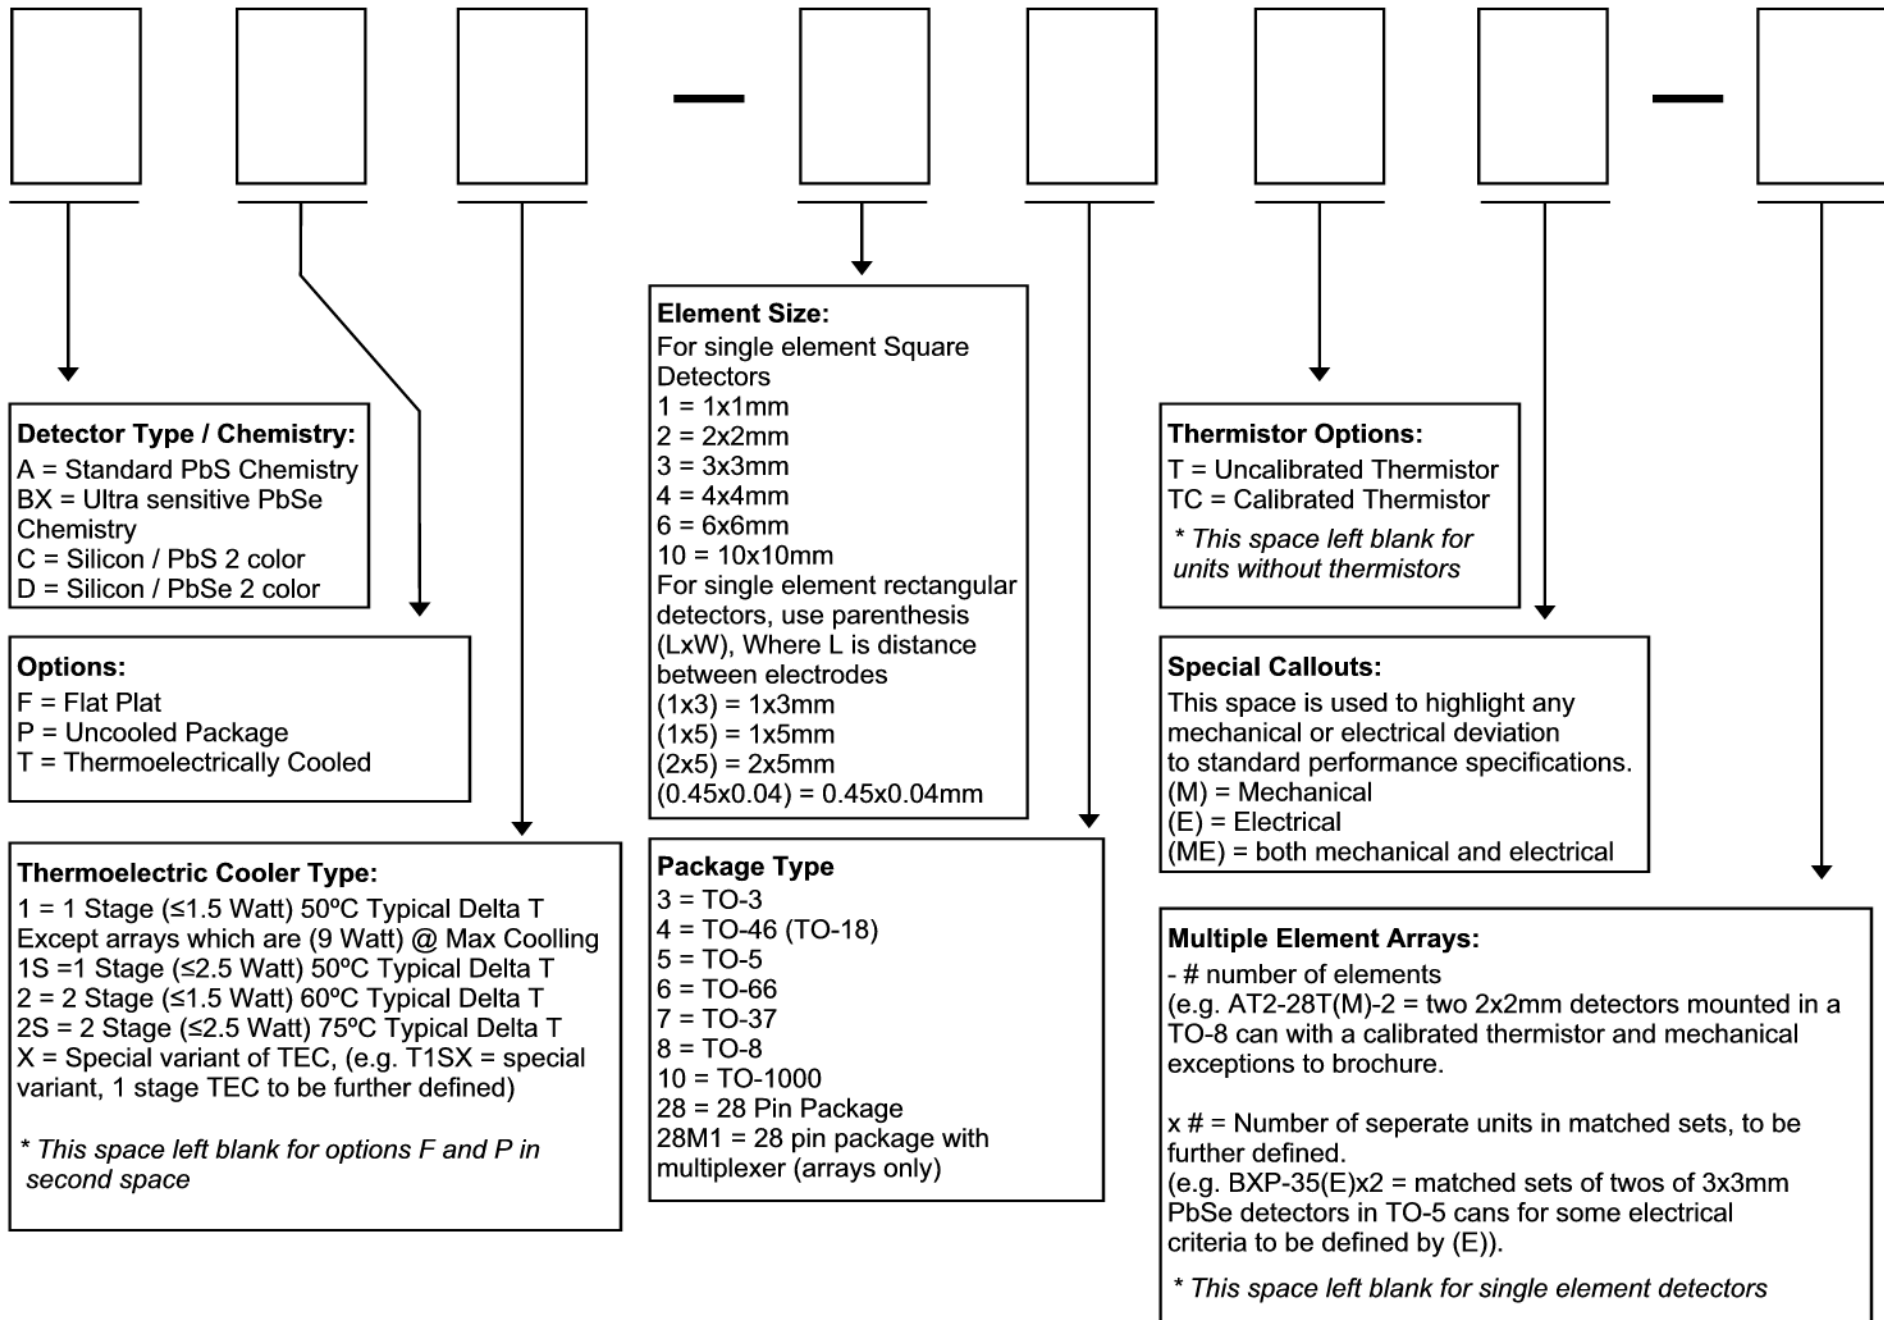 Detector Type / Chemistry:
A = Standard PbS Chemistry
BX = Ultra sensitive PbSe
Chemistry
C = Silicon / PbS 2 color
D = Silicon / PbSe 2 color
Options:
F = Flat Plat
P = Uncooled Package
T = Thermoelectrically Cooled
Thermoelectric Cooler Type:
1 = 1 Stage (≤1.5 Watt) 50ºC Typical Delta T
Except arrays which are (9 Watt) @ Max Coolling
1S =1 Stage (≤2.5 Watt) 50ºC Typical Delta T
2 = 2 Stage (≤1.5 Watt) 60ºC Typical Delta T
2S = 2 Stage (≤2.5 Watt) 75ºC Typical Delta T
X = Special variant of TEC, (e.g. T1SX = special
variant, 1 stage TEC to be further defined)
* This space left blank for options F and P in
second space
Element Size:
For single element Square
Detectors
1 = 1x1mm
2 = 2x2mm
3 = 3x3mm
4 = 4x4mm
6 = 6x6mm
10 = 10x10mm
For single element rectangular
detectors, use parenthesis
(LxW), Where L is distance
between electrodes
(1x3) = 1x3mm
(1x5) = 1x5mm
(2x5) = 2x5mm
(0.45x0.04) = 0.45x0.04mm
Package Type
3 = TO-3
4 = TO-46 (TO-18)
5 = TO-5
6 = TO-66
7 = TO-37
8 = TO-8
10 = TO-1000
28 = 28 Pin Package
28M1 = 28 pin package with
multiplexer (arrays only)
Thermistor Options:
T = Uncalibrated Thermistor
TC = Calibrated Thermistor
* This space left blank for
units without thermistors
Special Callouts:
This space is used to highlight any
mechanical or electrical deviation
to standard performance specifications.
(M) = Mechanical
(E) = Electrical
(ME) = both mechanical and electrical
Multiple Element Arrays:
- # number of elements
(e.g. AT2-28T(M)-2 = two 2x2mm detectors mounted in a
TO-8 can with a calibrated thermistor and mechanical
exceptions to brochure.
x # = Number of seperate units in matched sets, to be
further defined.
(e.g. BXP-35(E)x2 = matched sets of twos of 3x3mm
PbSe detectors in TO-5 cans for some electrical
criteria to be defined by (E)).
* This space left blank for single element detectors